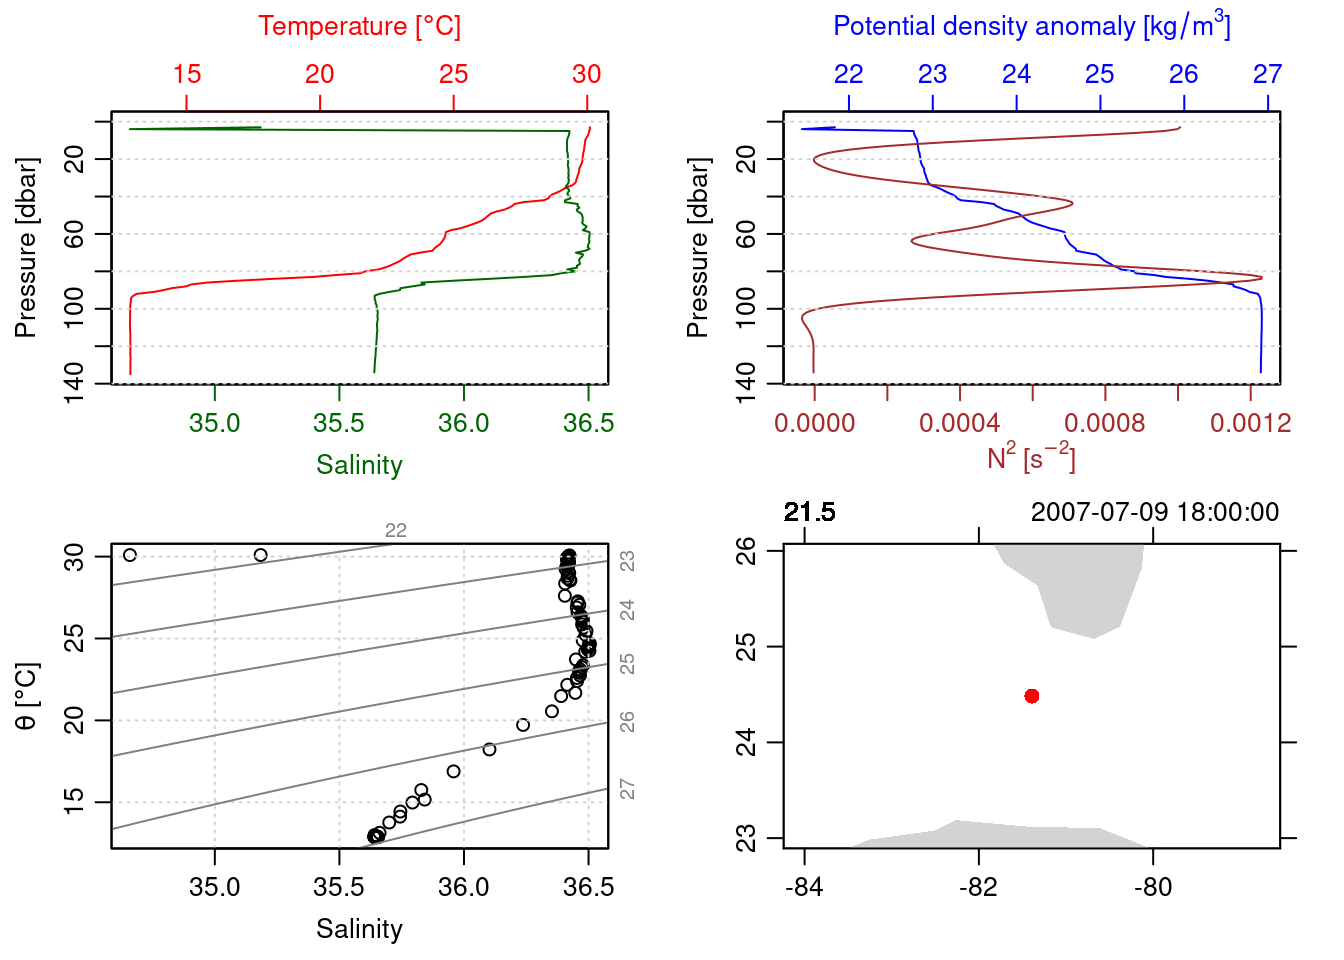 Temperature [°C]
15 20 25 30
Pressure [dbar]
20 60 100 140
35.0 35.5 36.0 36.5
Salinity
Potential density anomaly [kg/m³]
22 23 24 25 26 27
Pressure [dbar]
20 60 100 140
0.0000 0.0004 0.0008 0.0012
N² [s⁻²]
22
23
24
25
26
27
θ [°C]
30 25 20 15
35.0 35.5 36.0 36.5
Salinity
21.5 2007-07-09 18:00:00
26
25
24
23
-84 -82 -80